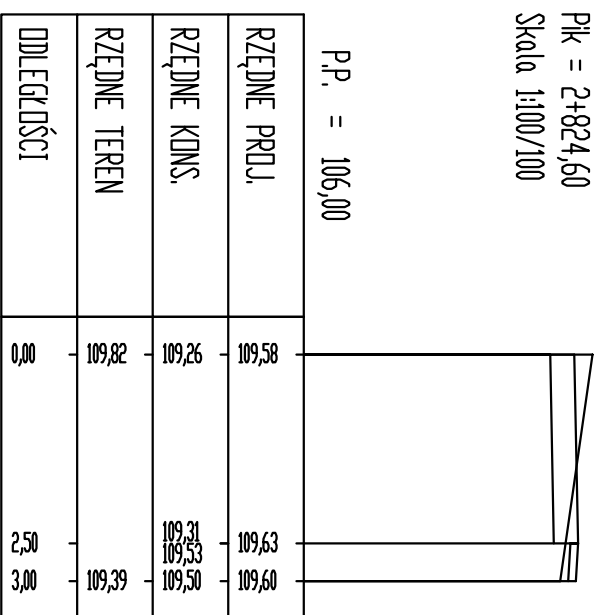 Pik = 2+824,60
Skala 1:100/100
P.P. = 106,00
RZĘDNE PROJ. 109,58 109,63 109,60
RZĘDNE KONS. 109,26 109,31 109,53 109,50
RZĘDNE TEREN 109,82 109,39
ODLEGŁOŚCI 0,00 2,50 3,00